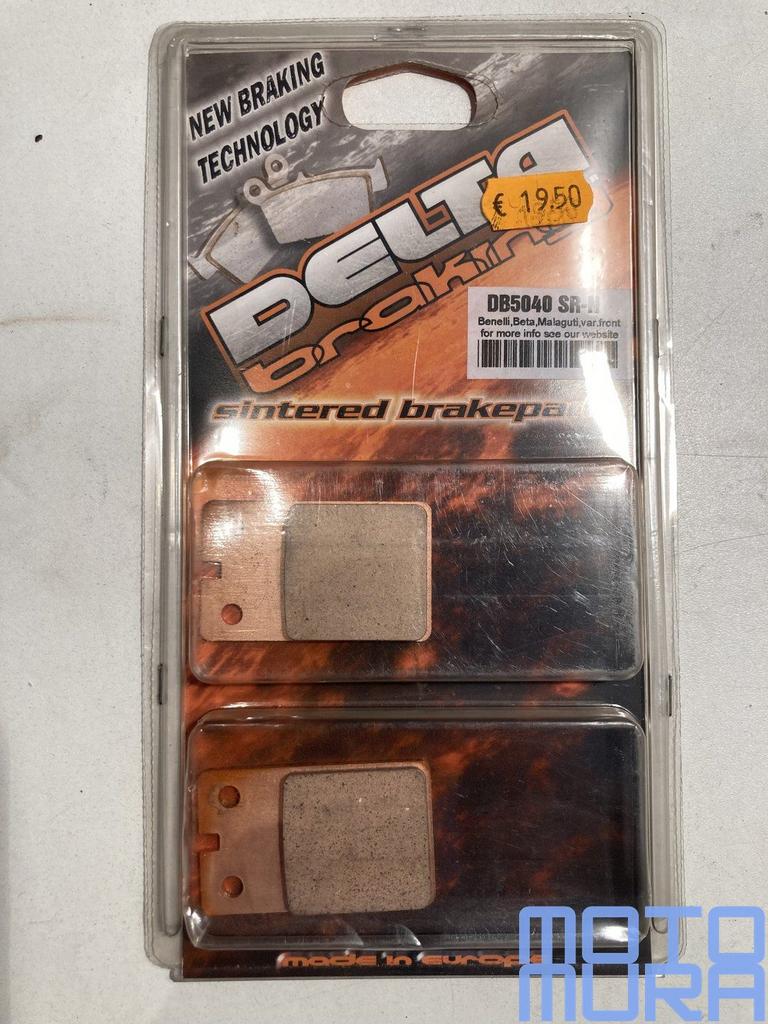 NEW BRAKING
TECHNOLOGY
DELTA
braking
€ 19.50
DB5040 SR-N
Benelli,Beta,Malaguti,var.front
for more info see our website
sintered brakepa
made in europe
MOTO
MURA